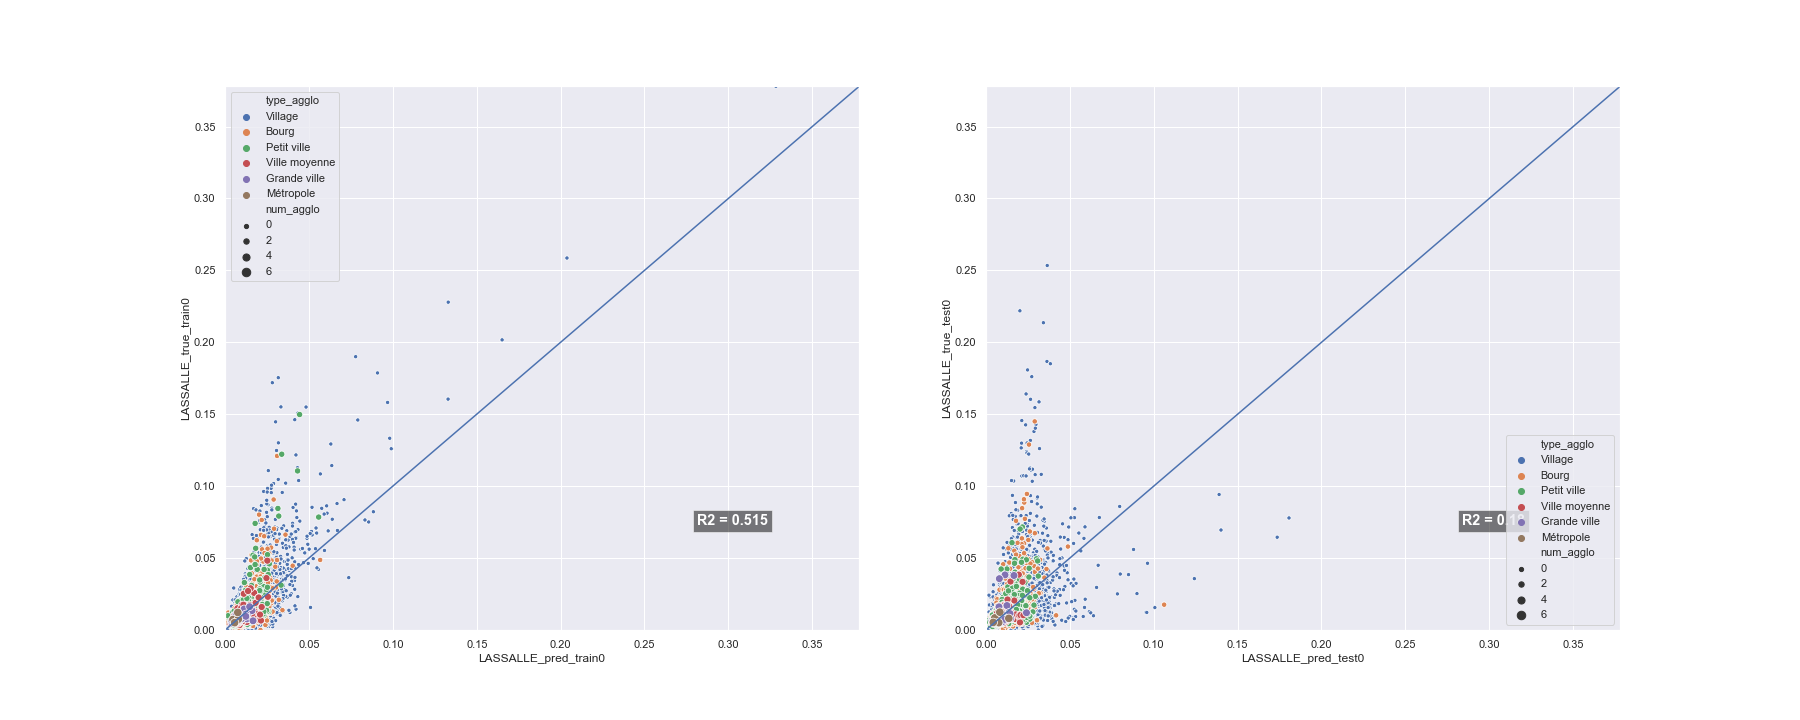 type_agglo
Village
Bourg
Petit ville
Ville moyenne
Grande ville
Métropole
num_agglo
0
2
4
6
R2 = 0.515
0.35
0.30
0.25
0.20
0.15
0.10
0.05
0.00
LASSALLE_true_train0
0.00 0.05 0.10 0.15 0.20 0.25 0.30 0.35
LASSALLE_pred_train0
0.35
0.30
0.25
0.20
0.15
0.10
0.05
0.00
LASSALLE_true_test0
type_agglo
Village
Bourg
Petit ville
Ville moyenne
R2 =
Grande ville
Métropole
num_agglo
0
2
4
6
0.00 0.05 0.10 0.15 0.20 0.25 0.30 0.35
LASSALLE_pred_test0